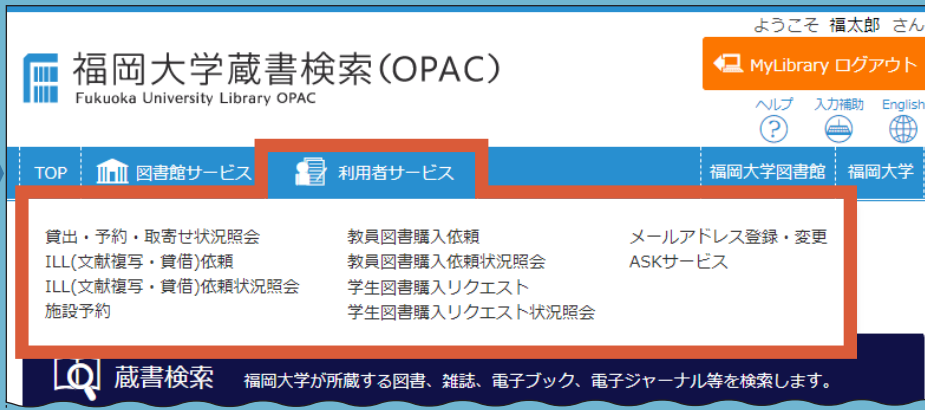 ようこそ 福太郎 さん
福岡大学蔵書検索(OPAC)
Fukuoka University Library OPAC
MyLibrary ログアウト
ヘルプ 入力補助 English
TOP 図書館サービス 利用者サービス 福岡大学図書館 福岡大学
貸出・予約・取寄せ状況照会 教員図書購入依頼 メールアドレス登録・変更
ILL(文献複写・貸借)依頼 教員図書購入依頼状況照会 ASKサービス
ILL(文献複写・貸借)依頼状況照会 学生図書購入リクエスト
施設予約 学生図書購入リクエスト状況照会
蔵書検索 福岡大学が所蔵する図書、雑誌、電子ブック、電子ジャーナル等を検索します。